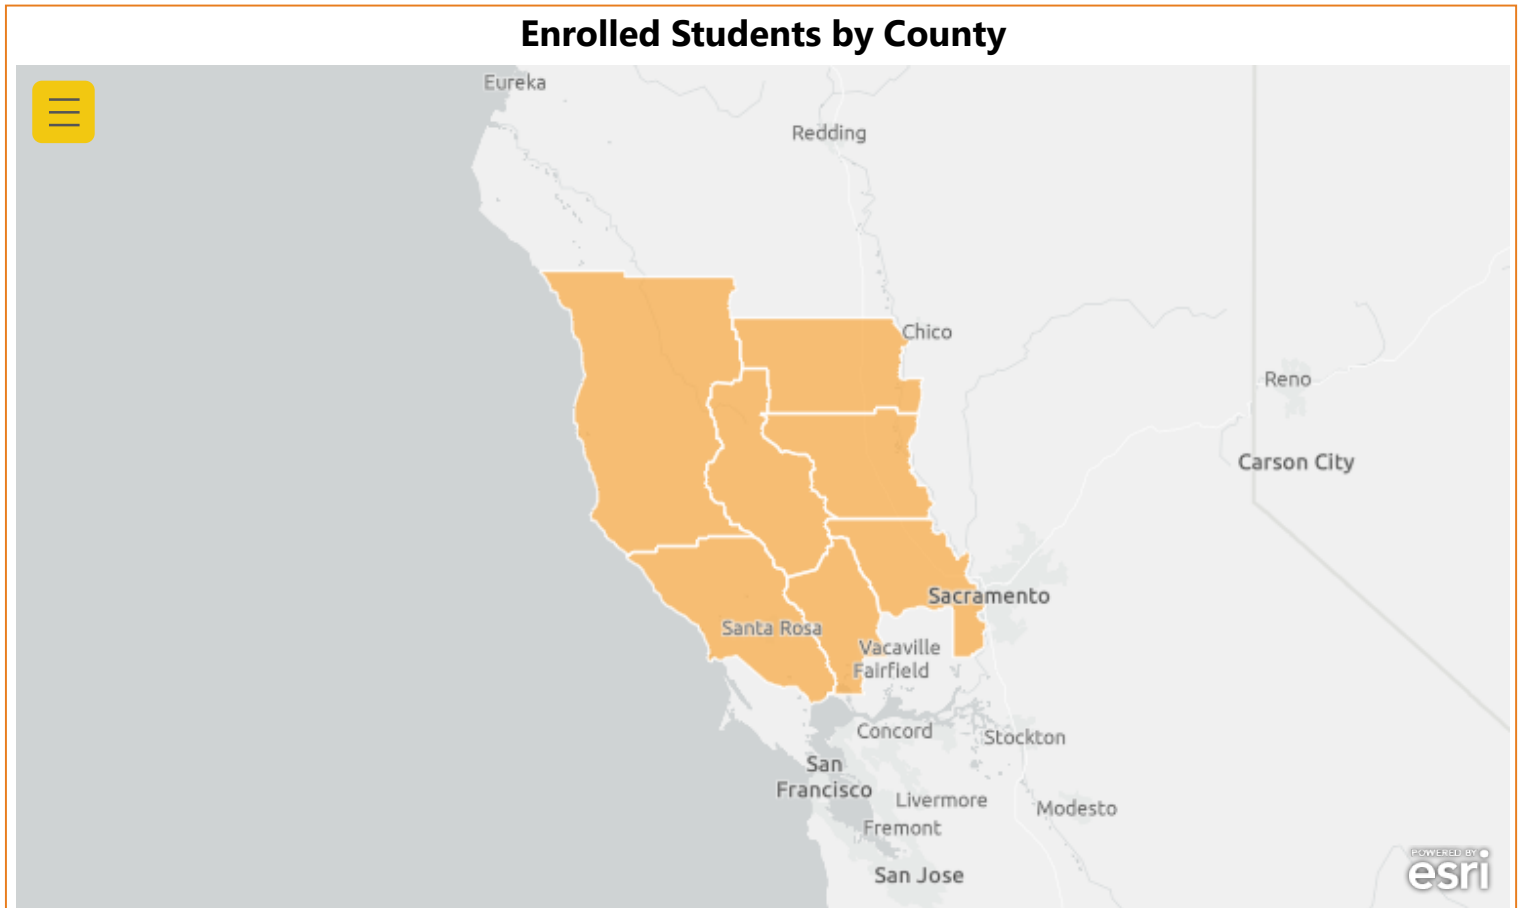 Enrolled Students by County
Eureka
Redding
Chico
Reno
Carson City
Sacramento
Santa Rosa
Vacaville
Fairfield
Concord
Stockton
San
Francisco
Livermore
Modesto
Fremont
San Jose
POWERED BY
esri